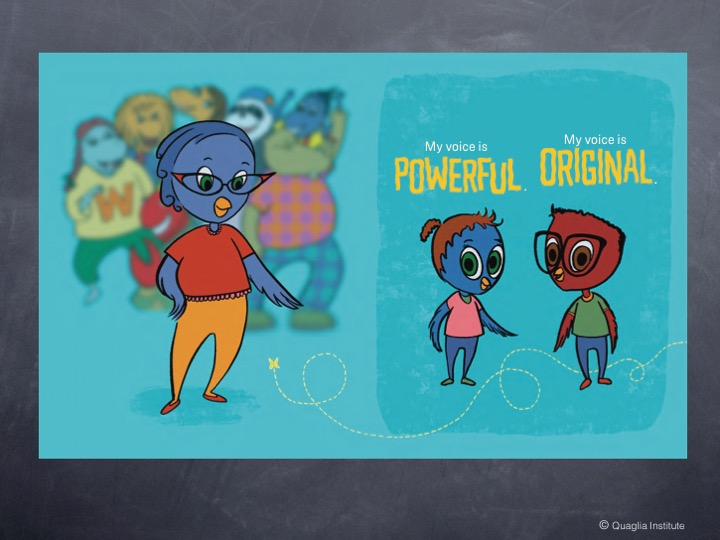 My voice is
POWERFUL.
My voice is
ORIGINAL.
W
© Quaglia Institute